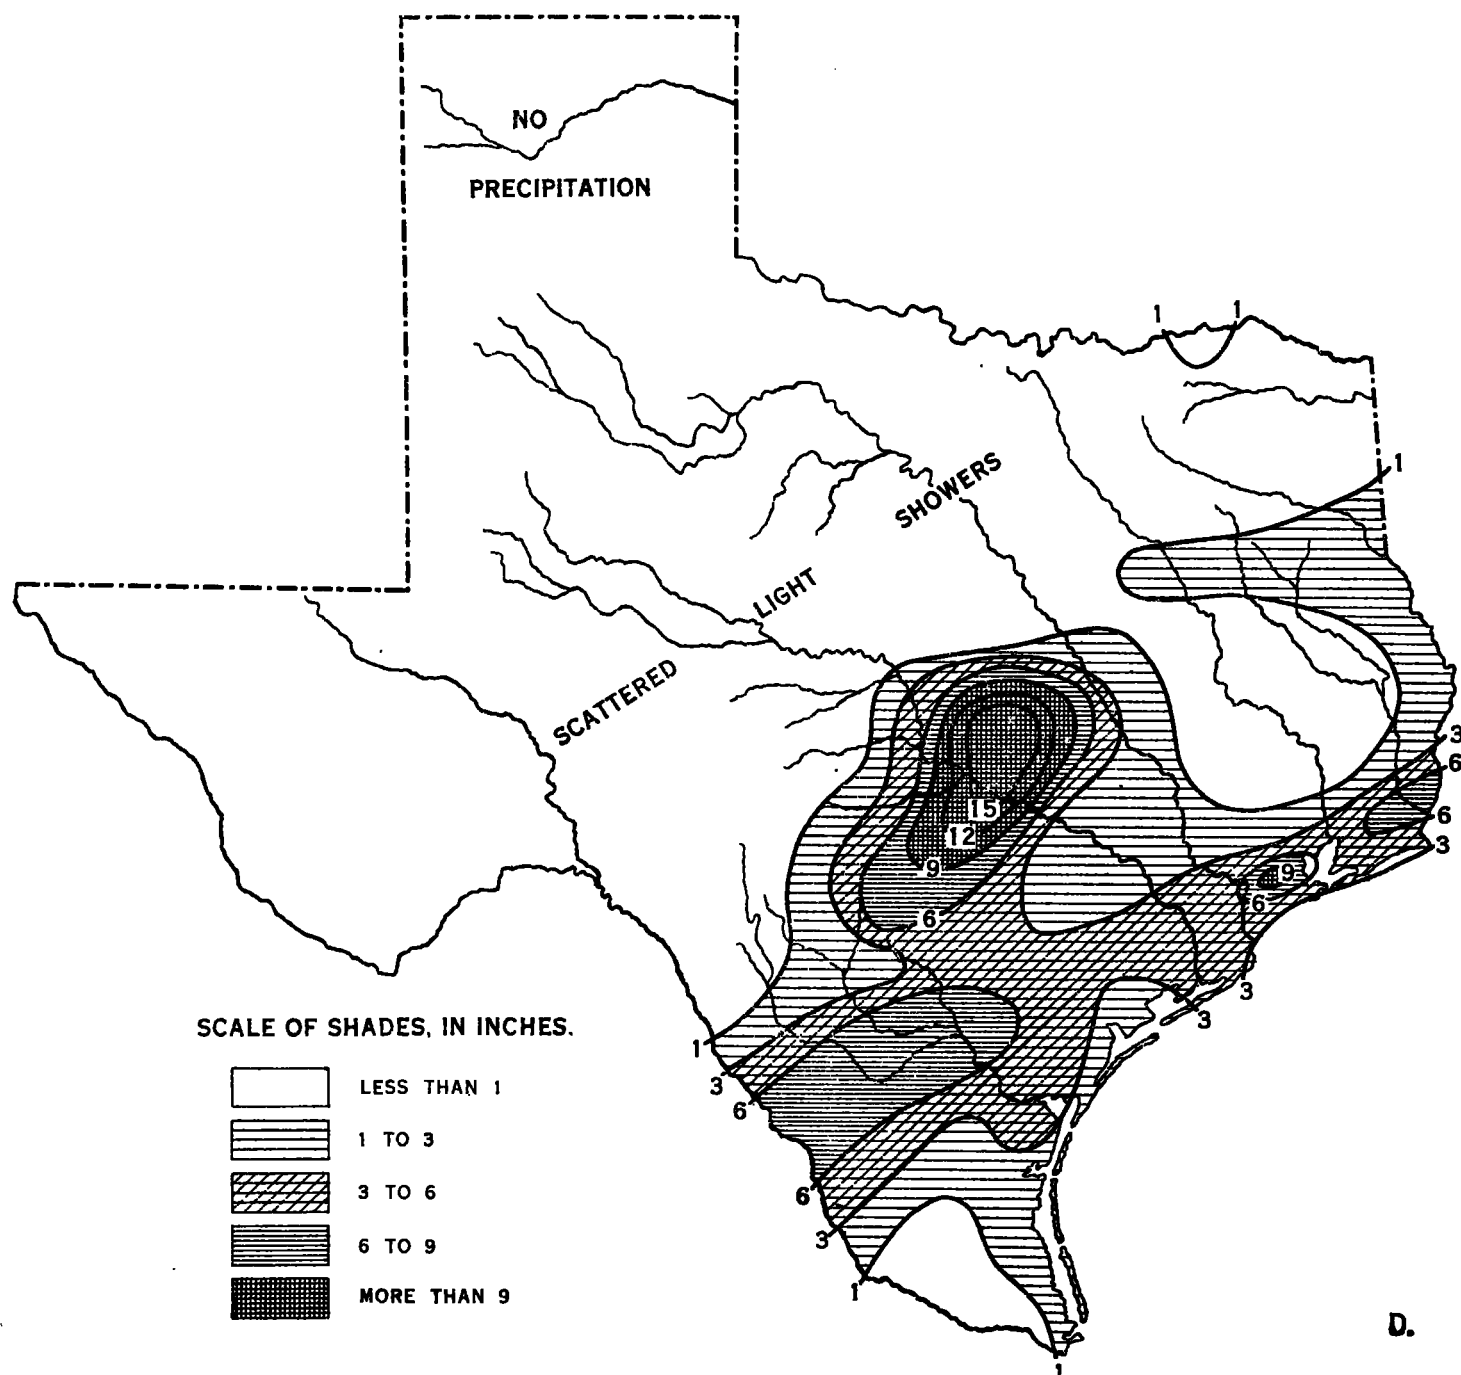 NO
PRECIPITATION
1 1
SHOWERS
1
LIGHT
SCATTERED
3
6
15
6
12
3
9
9
6
6
3
3
SCALE OF SHADES, IN INCHES.
1
3
6
LESS THAN 1
1 TO 3
3 TO 6
6
6 TO 9
3
MORE THAN 9
1
D.
1